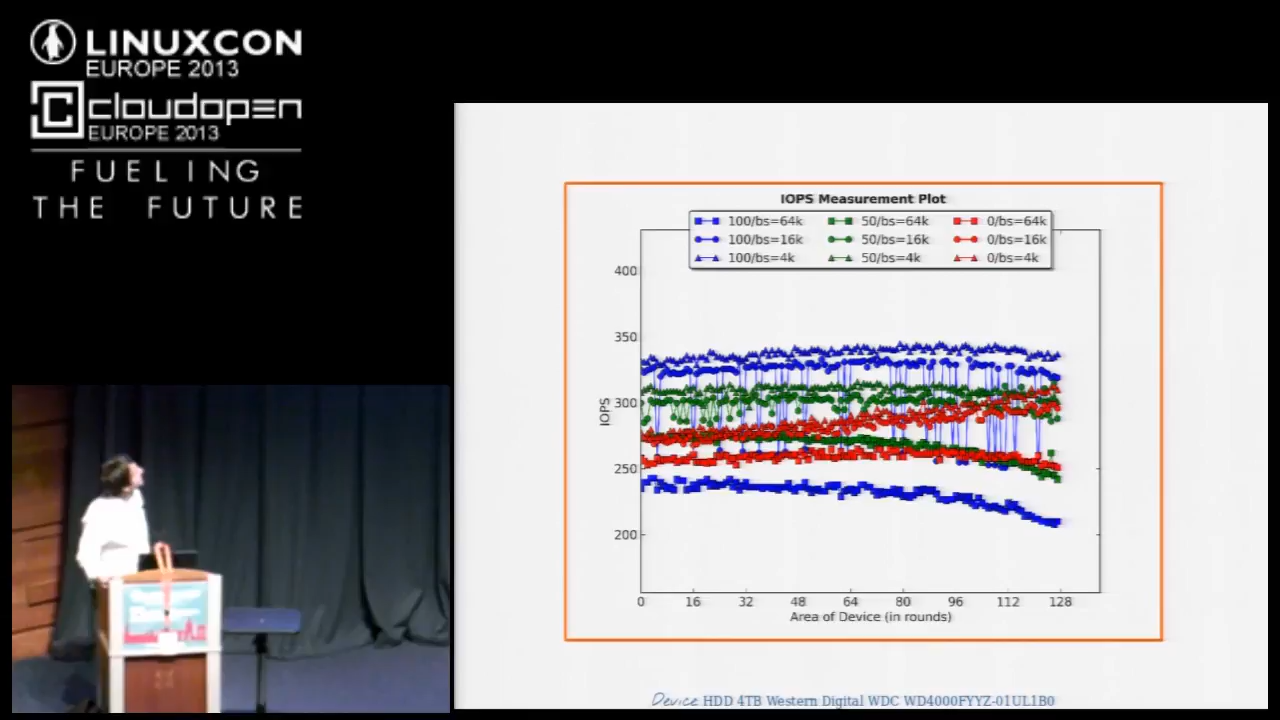 LINUXCON
EUROPE 2013
cloudopen
EUROPE 2013
FUELING
THE FUTURE
IOPS Measurement Plot
100/bs=64k 50/bs=64k 0/bs=64k
100/bs=16k 50/bs=16k 0/bs=16k
100/bs=4k 50/bs=4k 0/bs=4k
400
350
300
250
200
IOPS
0 16 32 48 64 80 96 112 128
Area of Device (in rounds)
Device HDD 4TB Western Digital WDC WD4000FYYZ-01UL1B0